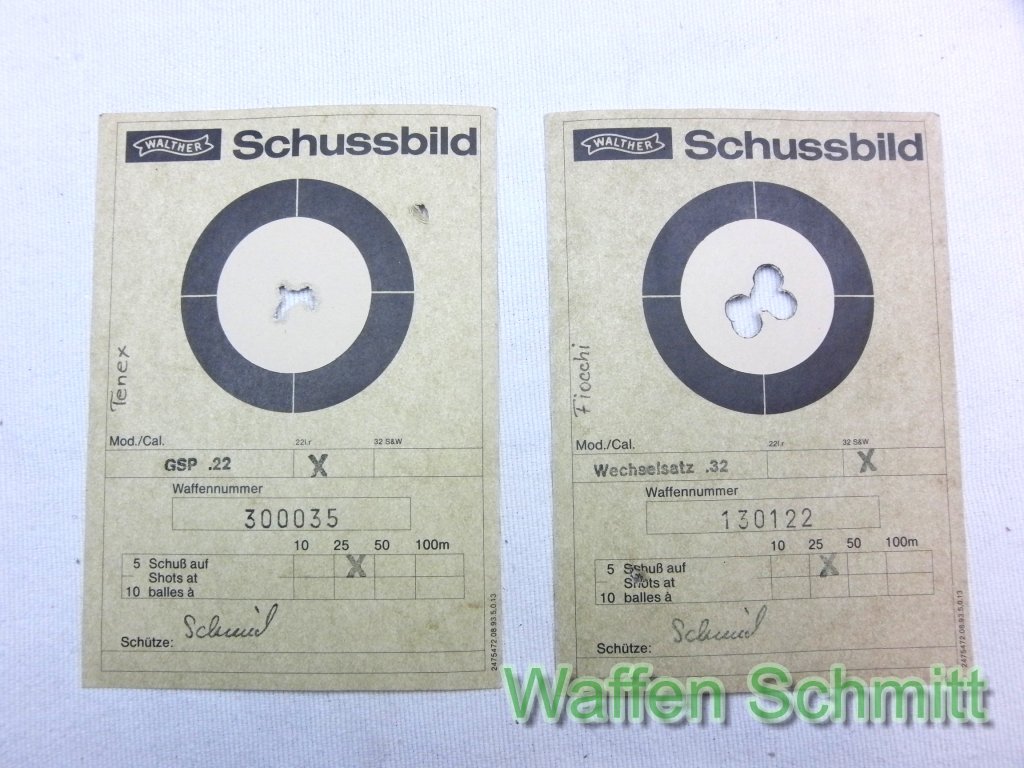 WALTHER Schussbild
Tenex
Mod./Cal. .22l.r 32 S&W
GSP .22 X
Waffennummer
300035
10 25 50 100m
5 Schuß auf X
Shots at
10 balles à
Schütze: Schmid
2475472.08.93.5.0.13
WALTHER Schussbild
Fiocchi
Mod./Cal. .22l.r 32 S&W
Wechselsatz .32 X
Waffennummer
130122
10 25 50 100m
5 Schuß auf X
Shots at
10 balles à
Schütze: Schmid
2475472.08.93.5.0.13
Waffen Schmitt